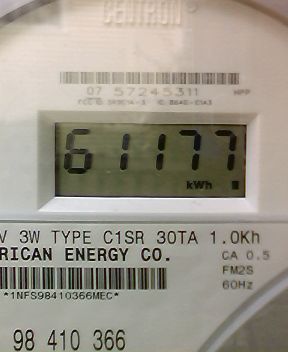 CENTRON®
07 57245311 MPP
61177
kWh
V 3W TYPE C1SR 30TA 1.0Kh
RICAN ENERGY CO. CA 0.5
FM2S
60Hz
*1NFS98410366MEC*
98 410 366